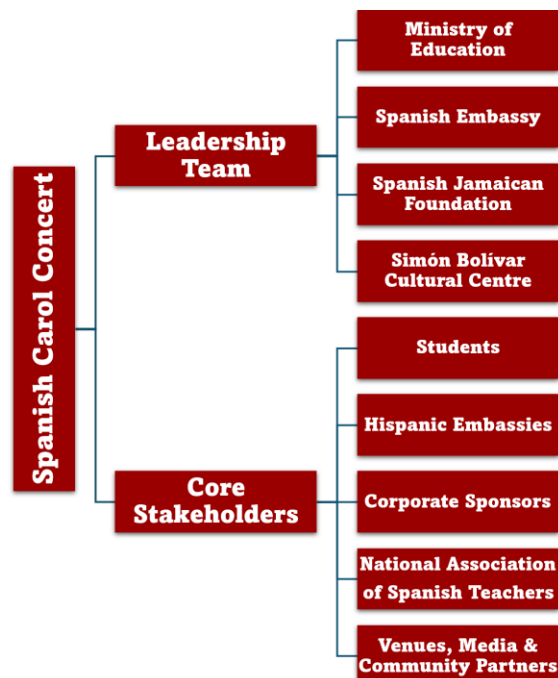 Spanish Carol Concert
Leadership
Team
Ministry of
Education
Spanish Embassy
Spanish Jamaican
Foundation
Simón Bolívar
Cultural Centre
Core
Stakeholders
Students
Hispanic Embassies
Corporate Sponsors
National Association
of Spanish Teachers
Venues, Media &
Community Partners